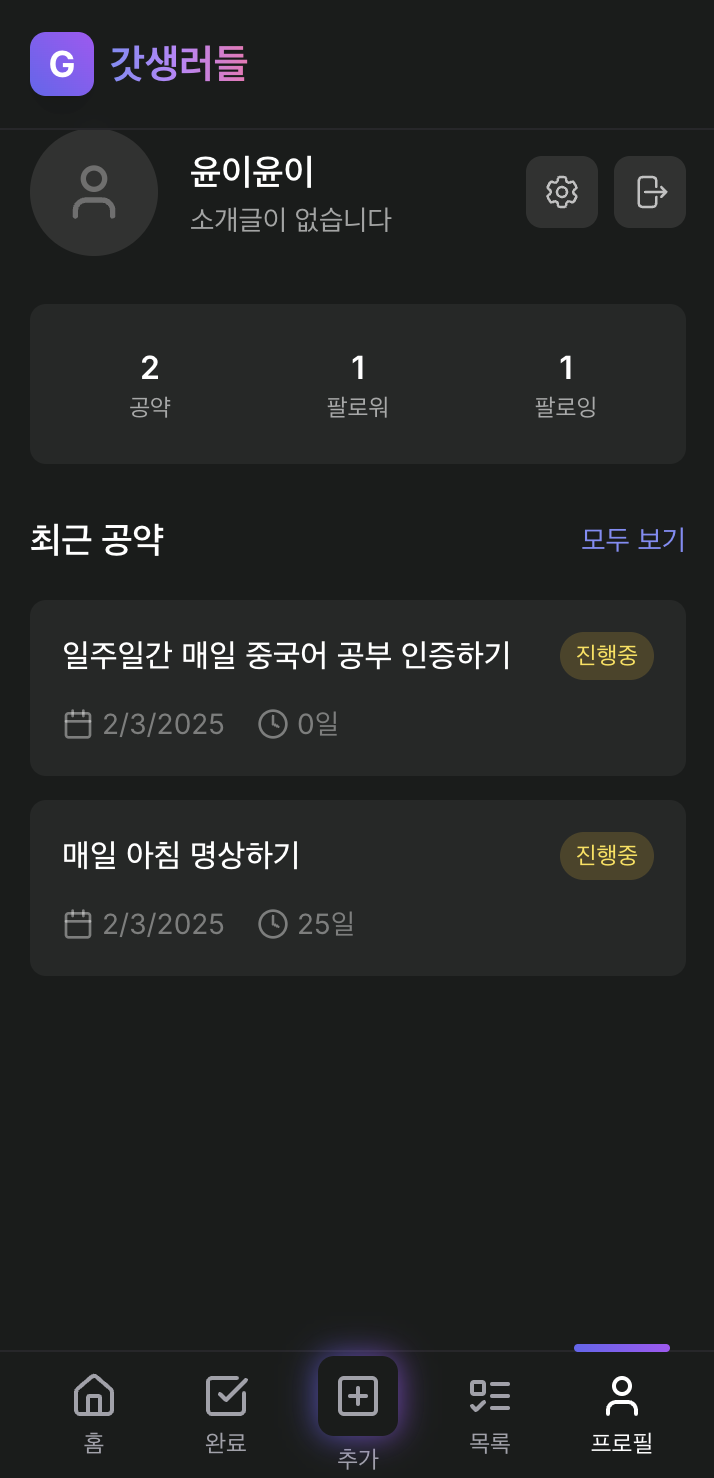 G 갓생러들
윤이윤이
소개글이 없습니다
2 1 1
공약 팔로워 팔로잉
최근 공약 모두 보기
일주일간 매일 중국어 공부 인증하기 진행중
2/3/2025 0일
매일 아침 명상하기 진행중
2/3/2025 25일
홈 완료 추가 목록 프로필